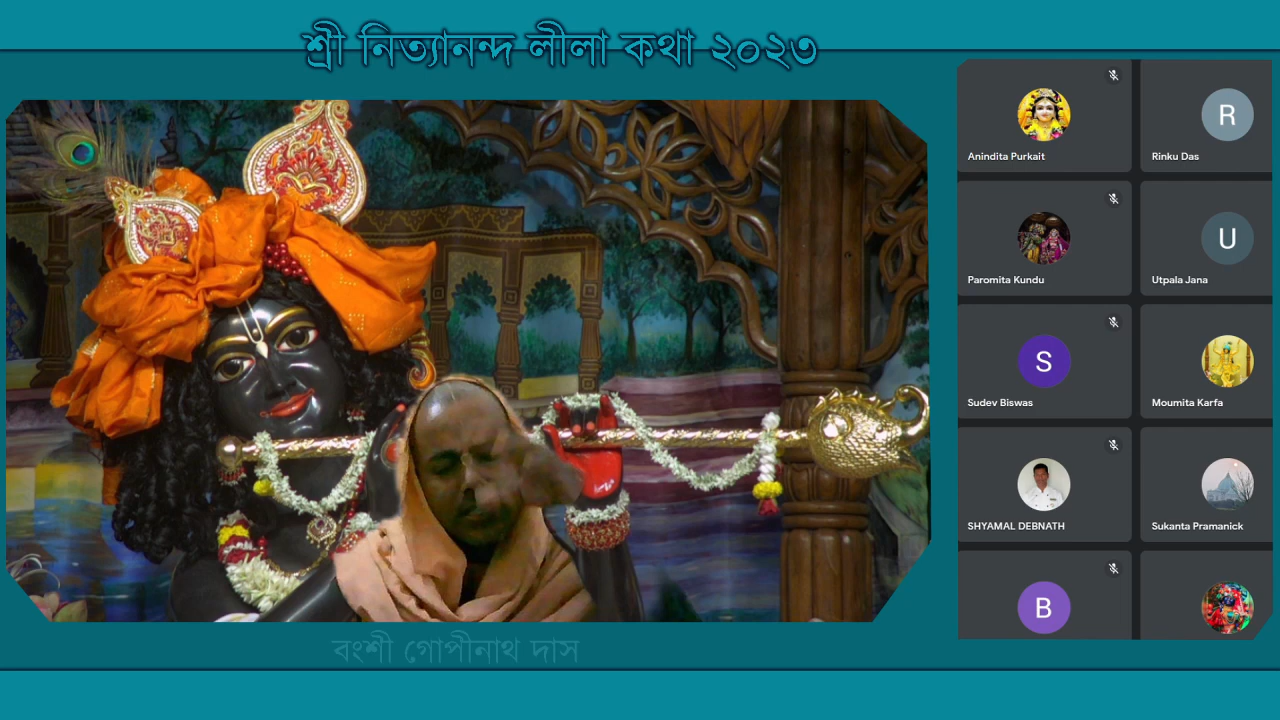 শ্রী নিত্যানন্দ লীলা কথা ২০২৩
Anindita Purkait
R
Rinku Das
Paromita Kundu
U
Utpala Jana
S
Sudev Biswas
Moumita Karfa
SHYAMAL DEBNATH
Sukanta Pramanick
B
বংশী গোপীনাথ দাস